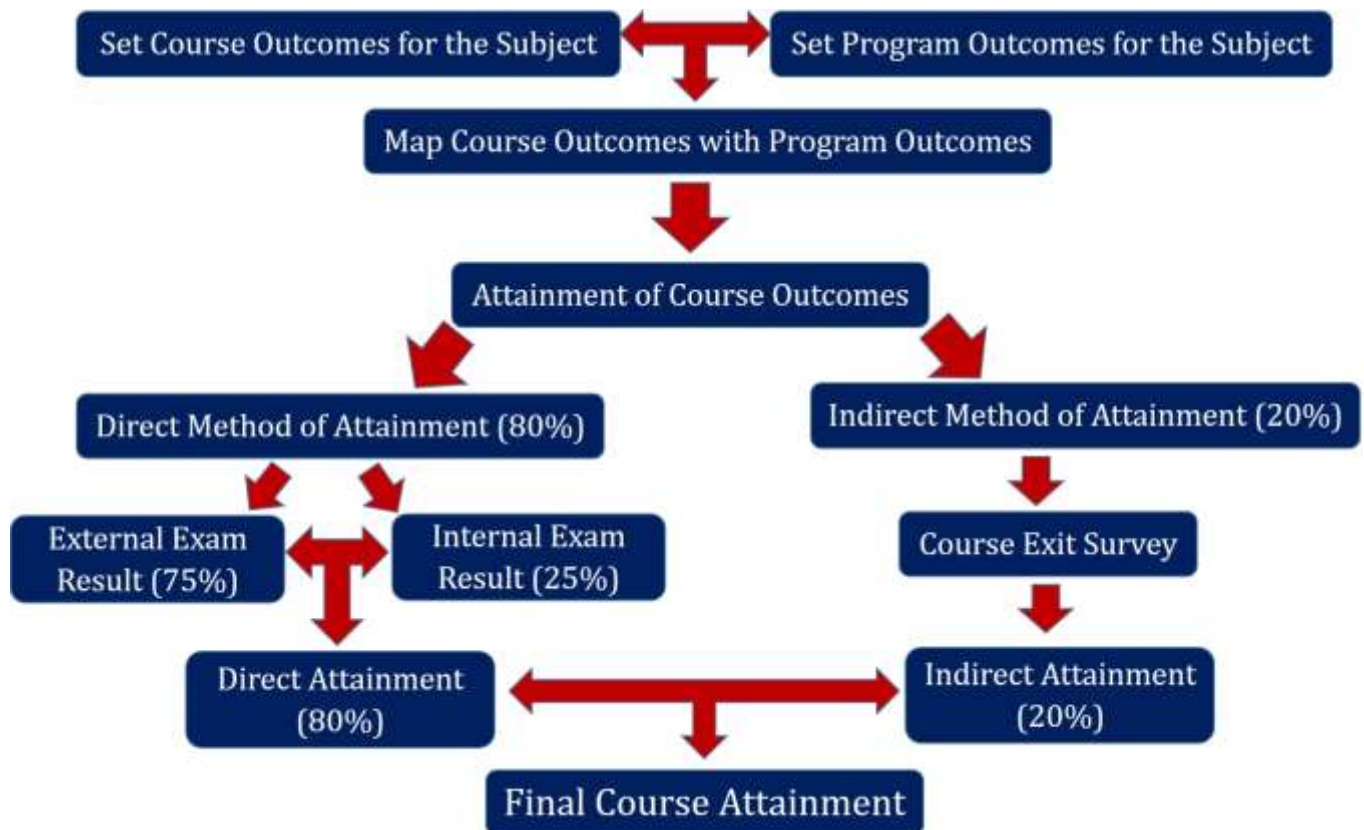 Set Course Outcomes for the Subject
Set Program Outcomes for the Subject
Map Course Outcomes with Program Outcomes
Attainment of Course Outcomes
Direct Method of Attainment (80%)
Indirect Method of Attainment (20%)
External Exam
Result (75%)
Internal Exam
Result (25%)
Course Exit Survey
Direct Attainment
(80%)
Indirect Attainment
(20%)
Final Course Attainment